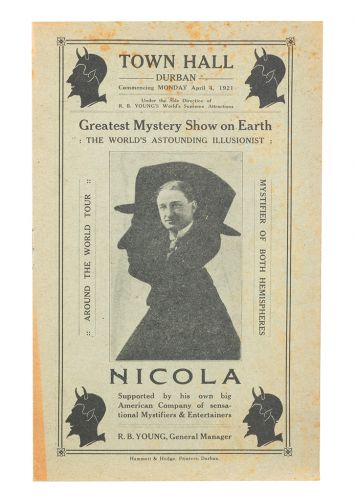 TOWN HALL
DURBAN
Commencing MONDAY April 4, 1921
Under the Sole Direction of
R. B. YOUNG'S World's Supreme Attractions
Greatest Mystery Show on Earth
: THE WORLD'S ASTOUNDING ILLUSIONIST :
:: AROUND THE WORLD TOUR ::
MYSTIFIER OF BOTH HEMISPHERES
NICOLA
Supported by his own big
American Company of sensa-
tional Mystifiers & Entertainers
R. B. YOUNG, General Manager
Hammett & Hodge, Printers, Durban.